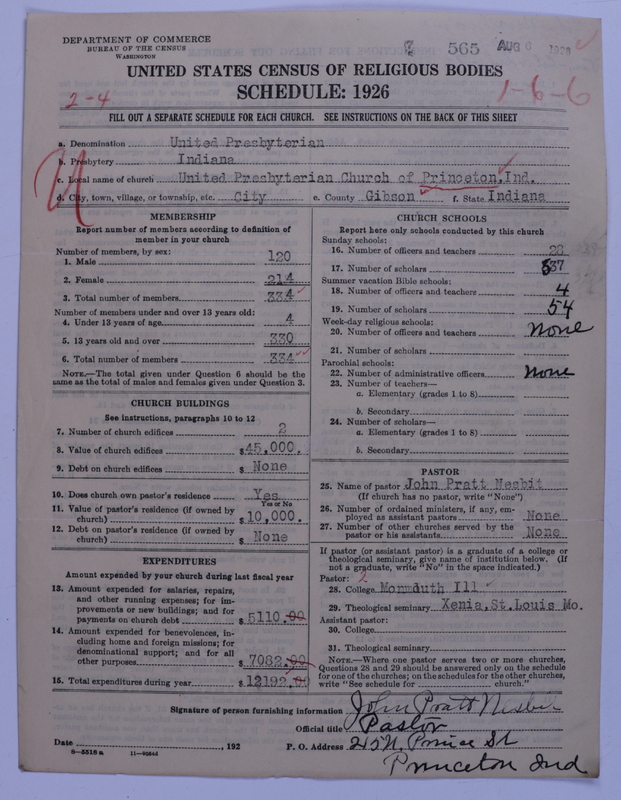 DEPARTMENT OF COMMERCE
BUREAU OF THE CENSUS
WASHINGTON
565 AUG 6 1926
UNITED STATES CENSUS OF RELIGIOUS BODIES
SCHEDULE: 1926
2-4
1-6-6
FILL OUT A SEPARATE SCHEDULE FOR EACH CHURCH. SEE INSTRUCTIONS ON THE BACK OF THIS SHEET
a. Denomination United Presbyterian
b. Presbytery Indiana
c. Local name of church United Presbyterian Church of Princeton, Ind.
d. City, town, village, or township, etc. City e. County Gibson f. State Indiana
MEMBERSHIP
Report number of members according to definition of
member in your church
Number of members, by sex:
1. Male 120
2. Female 214
3. Total number of members 334
Number of members under and over 13 years old:
4. Under 13 years of age 4
5. 13 years old and over 330
6. Total number of members 334
NOTE.—The total given under Question 6 should be the
same as the total of males and females given under Question 3.
CHURCH BUILDINGS
See instructions, paragraphs 10 to 12
7. Number of church edifices 2
8. Value of church edifices $45,000.
9. Debt on church edifices $ None
10. Does church own pastor's residence Yes
Yes or No
11. Value of pastor's residence (if owned by
church) $10,000.
12. Debt on pastor's residence (if owned by
church) $ None
EXPENDITURES
Amount expended by your church during last fiscal year
13. Amount expended for salaries, repairs,
and other running expenses; for im-
provements or new buildings; and for
payments on church debt $5110.00
14. Amount expended for benevolences, in-
cluding home and foreign missions; for
denominational support; and for all
other purposes $7082.00
15. Total expenditures during year $12192.0
CHURCH SCHOOLS
Report here only schools conducted by this church
Sunday schools:
16. Number of officers and teachers 28
17. Number of scholars 337
Summer vacation Bible schools:
18. Number of officers and teachers 4
19. Number of scholars 54
Week-day religious schools:
20. Number of officers and teachers None
21. Number of scholars
Parochial schools:
22. Number of administrative officers None
23. Number of teachers—
a. Elementary (grades 1 to 8)
b. Secondary
24. Number of scholars—
a. Elementary (grades 1 to 8)
b. Secondary
PASTOR
25. Name of pastor John Pratt Nesbit
(If church has no pastor, write "None")
26. Number of ordained ministers, if any, em-
ployed as assistant pastors None
27. Number of other churches served by the
pastor or his assistants None
If pastor (or assistant pastor) is a graduate of a college or
theological seminary, give name of institution below. (If
not a graduate, write "No" in the space indicated.)
Pastor: 2
28. College Monmduth Ill
29. Theological seminary Xenia, St. Louis Mo.
Assistant pastor:
30. College
31. Theological seminary
NOTE.—Where one pastor serves two or more churches,
Questions 28 and 29 should be answered only on the schedule
for one of the churches; on the schedules for the other churches,
write "See schedule for church."
Signature of person furnishing information John Pratt Nesbit
Official title Pastor
Date , 192 P. O. Address 215 N. Prince St
8—5518 a
Princeton Ind